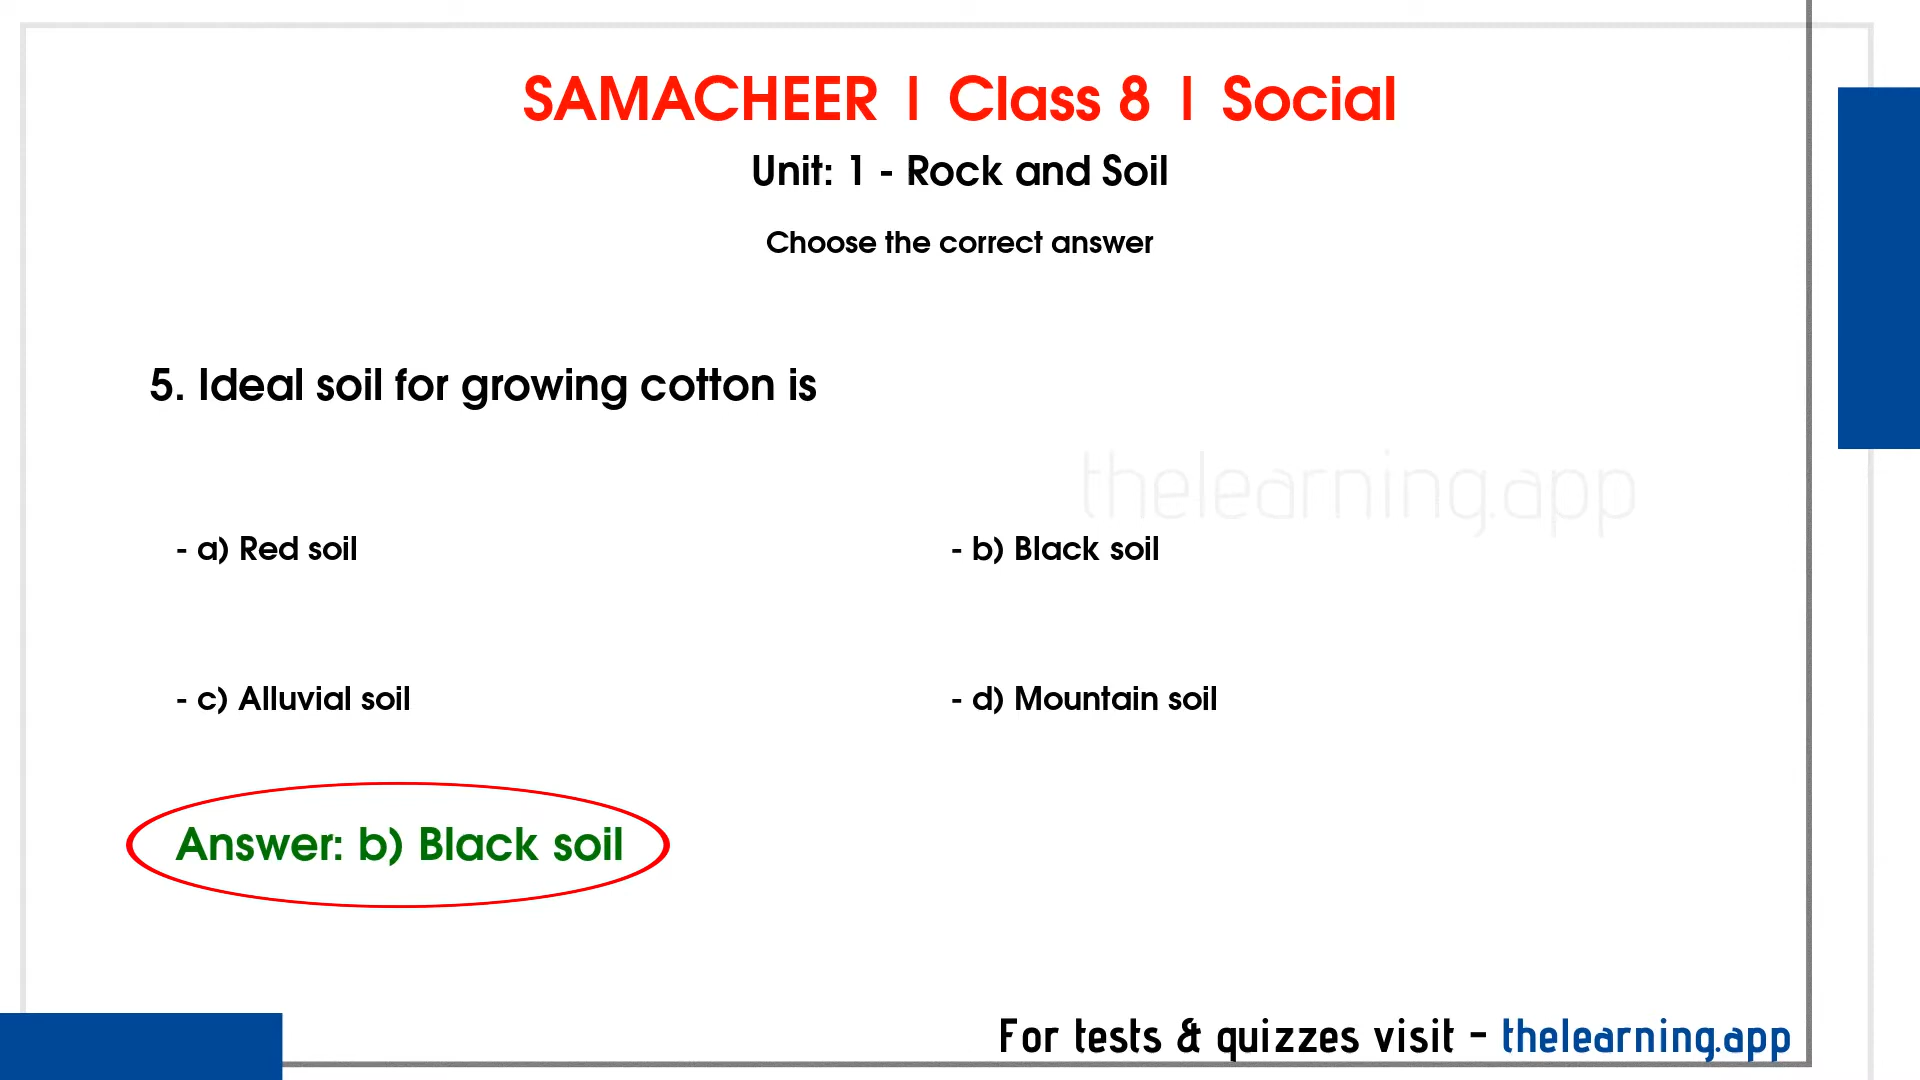 SAMACHEER | Class 8 | Social
Unit: 1 - Rock and Soil
Choose the correct answer
5. Ideal soil for growing cotton is
thelearning.app
- a) Red soil
- b) Black soil
- c) Alluvial soil
- d) Mountain soil
Answer: b) Black soil
For tests & quizzes visit - thelearning.app